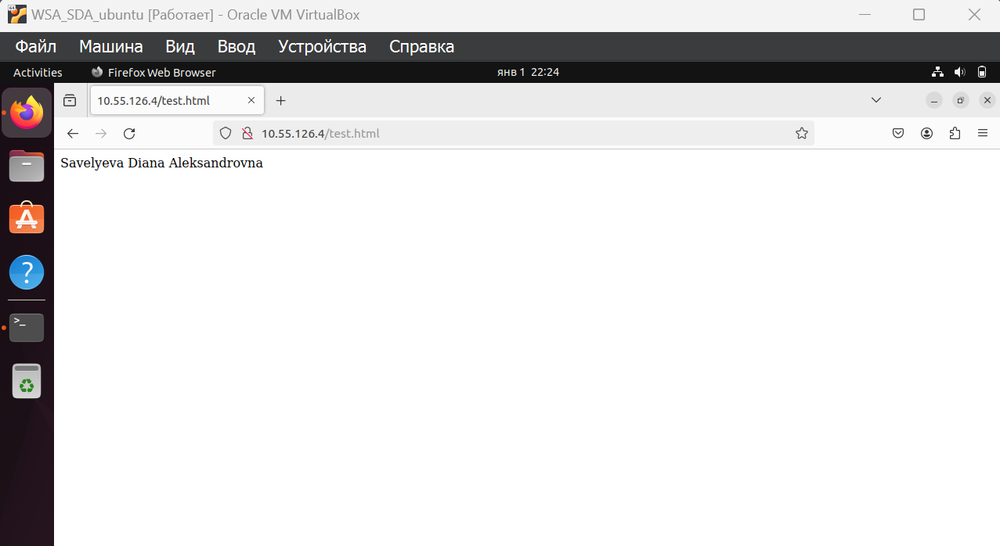 WSA_SDA_ubuntu [Работает] - Oracle VM VirtualBox
Файл Машина Вид Ввод Устройства Справка
Activities Firefox Web Browser янв 1 22:24
10.55.126.4/test.html
10.55.126.4/test.html
Savelyeva Diana Aleksandrovna